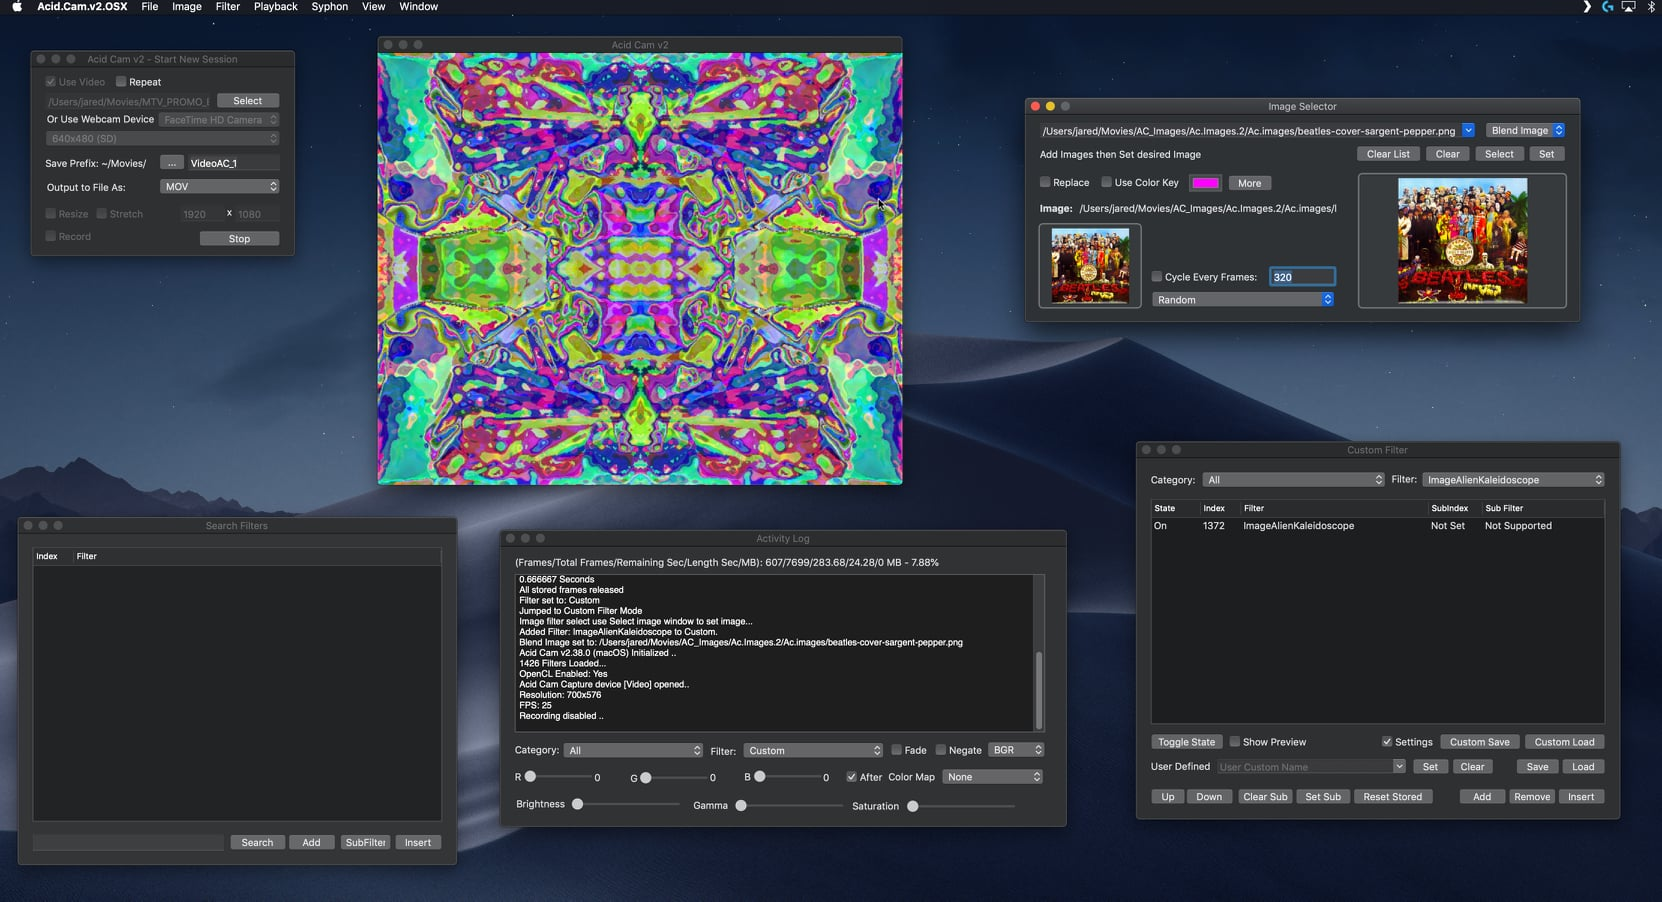 Acid.Cam.v2.OSX File Image Filter Playback Syphon View Window
Acid Cam v2 - Start New Session
Use Video Repeat
/Users/jared/Movies/MTV_PROMO_ Select
Or Use Webcam Device FaceTime HD Camera
640x480 (SD)
Save Prefix: ~/Movies/ ... VideoAC_1
Output to File As: MOV
Resize Stretch 1920 x 1080
Record Stop
Acid Cam v2
Image Selector
/Users/jared/Movies/AC_Images/Ac.Images.2/Ac.images/beatles-cover-sargent-pepper.png Blend Image
Add Images then Set desired Image Clear List Clear Select Set
Replace Use Color Key More
Image: /Users/jared/Movies/AC_Images/Ac.Images.2/Ac.images/
Cycle Every Frames: 320
Random
BEATLES
BEATLES
Search Filters
Index Filter
Search Add SubFilter Insert
Activity Log
(Frames/Total Frames/Remaining Sec/Length Sec/MB): 607/7699/283.68/24.28/0 MB - 7.88%
0.666667 Seconds
All stored frames released
Filter set to: Custom
Jumped to Custom Filter Mode
Image filter select use Select image window to set image...
Added Filter: ImageAlienKaleidoscope to Custom.
Blend Image set to: /Users/jared/Movies/AC_Images/Ac.Images.2/Ac.images/beatles-cover-sargent-pepper.png
Acid Cam v2.38.0 (macOS) Initialized ..
1426 Filters Loaded...
OpenCL Enabled: Yes
Acid Cam Capture device [Video] opened..
Resolution: 700x576
FPS: 25
Recording disabled ..
Category: All Filter: Custom Fade Negate BGR
R 0 G 0 B 0 After Color Map None
Brightness Gamma Saturation
Custom Filter
Category: All Filter: ImageAlienKaleidoscope
State Index Filter SubIndex Sub Filter
On 1372 ImageAlienKaleidoscope Not Set Not Supported
Toggle State Show Preview Settings Custom Save Custom Load
User Defined User Custom Name Set Clear Save Load
Up Down Clear Sub Set Sub Reset Stored Add Remove Insert